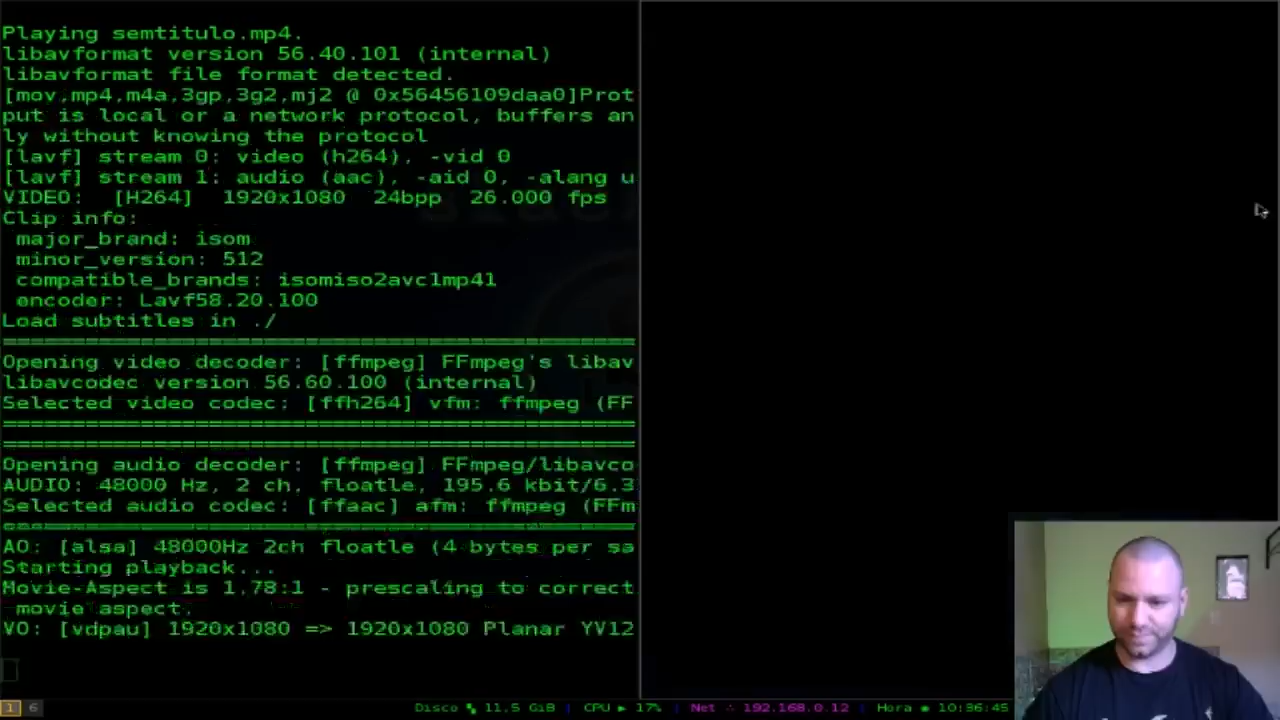 Playing semtitulo.mp4.
libavformat version 56.40.101 (internal)
libavformat file format detected.
[mov,mp4,m4a,3gp,3g2,mj2 @ 0x56456109daa0]Prot
put is local or a network protocol, buffers an
ly without knowing the protocol
[lavf] stream 0: video (h264), -vid 0
[lavf] stream 1: audio (aac), -aid 0, -alang u
VIDEO:  [H264]  1920x1080  24bpp  26.000 fps
Clip info:
major_brand: isom
minor_version: 512
compatible_brands: isomiso2avc1mp41
encoder: Lavf58.20.100
Load subtitles in ./
==============================================
Opening video decoder: [ffmpeg] FFmpeg's libav
libavcodec version 56.60.100 (internal)
Selected video codec: [ffh264] vfm: ffmpeg (FF
==============================================
==============================================
Opening audio decoder: [ffmpeg] FFmpeg/libavco
AUDIO: 48000 Hz, 2 ch, floatle, 195.6 kbit/6.3
Selected audio codec: [ffaac] afm: ffmpeg (FFm
==============================================
AO: [alsa] 48000Hz 2ch floatle (4 bytes per sa
Starting playback...
Movie-Aspect is 1.78:1 - prescaling to correct
movie aspect.
VO: [vdpau] 1920x1080 => 1920x1080 Planar YV12
1 6 Disco 11,5 GiB | CPU ▶ 17% | Net 192.168.0.12 | Hora 10:36:45